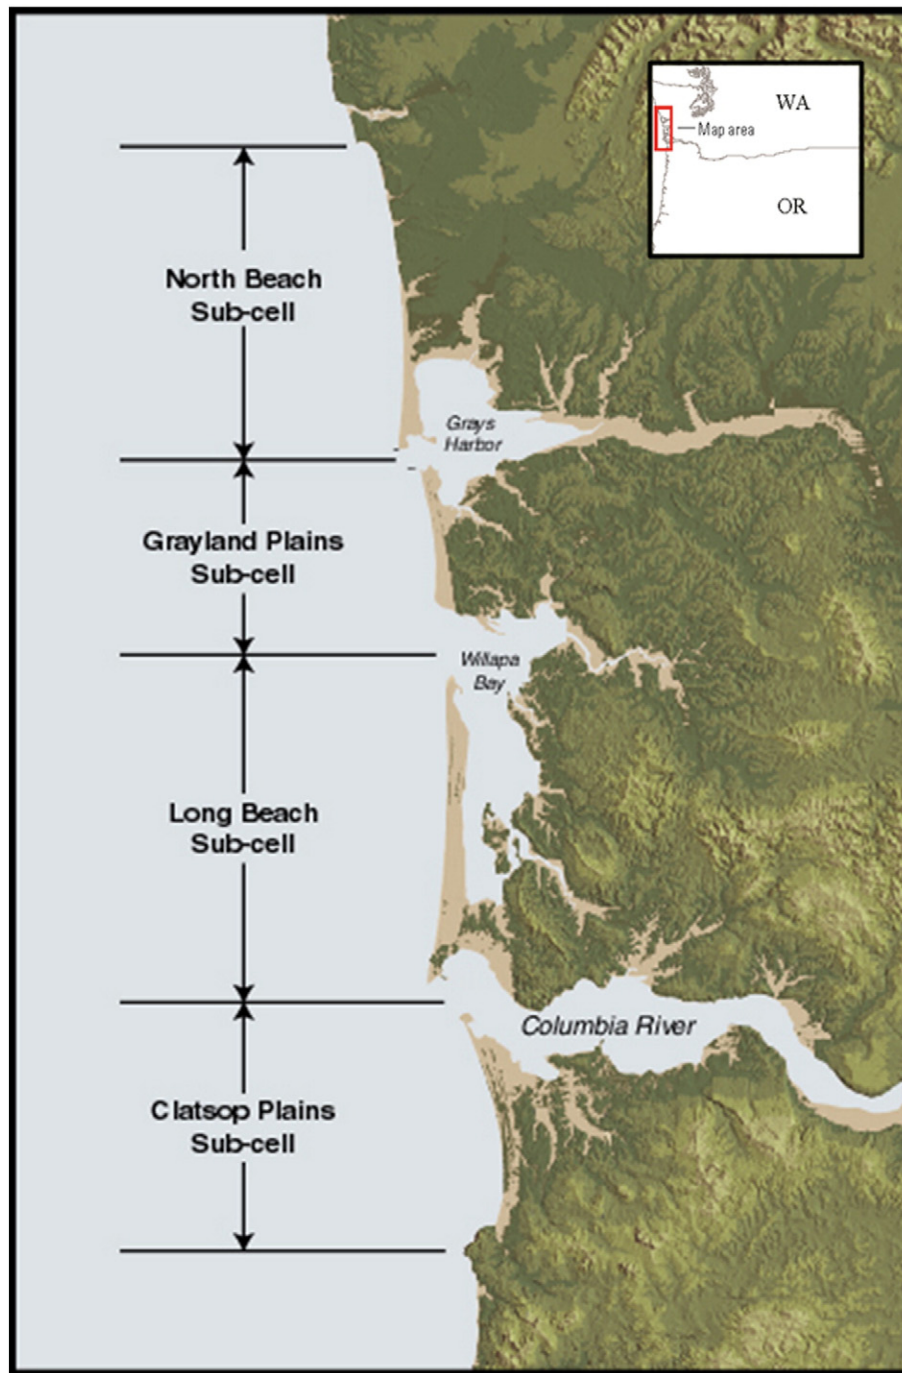 WA
Map area
OR
North Beach
Sub-cell
Grays
Harbor
Grayland Plains
Sub-cell
Willapa
Bay
Long Beach
Sub-cell
Columbia River
Clatsop Plains
Sub-cell